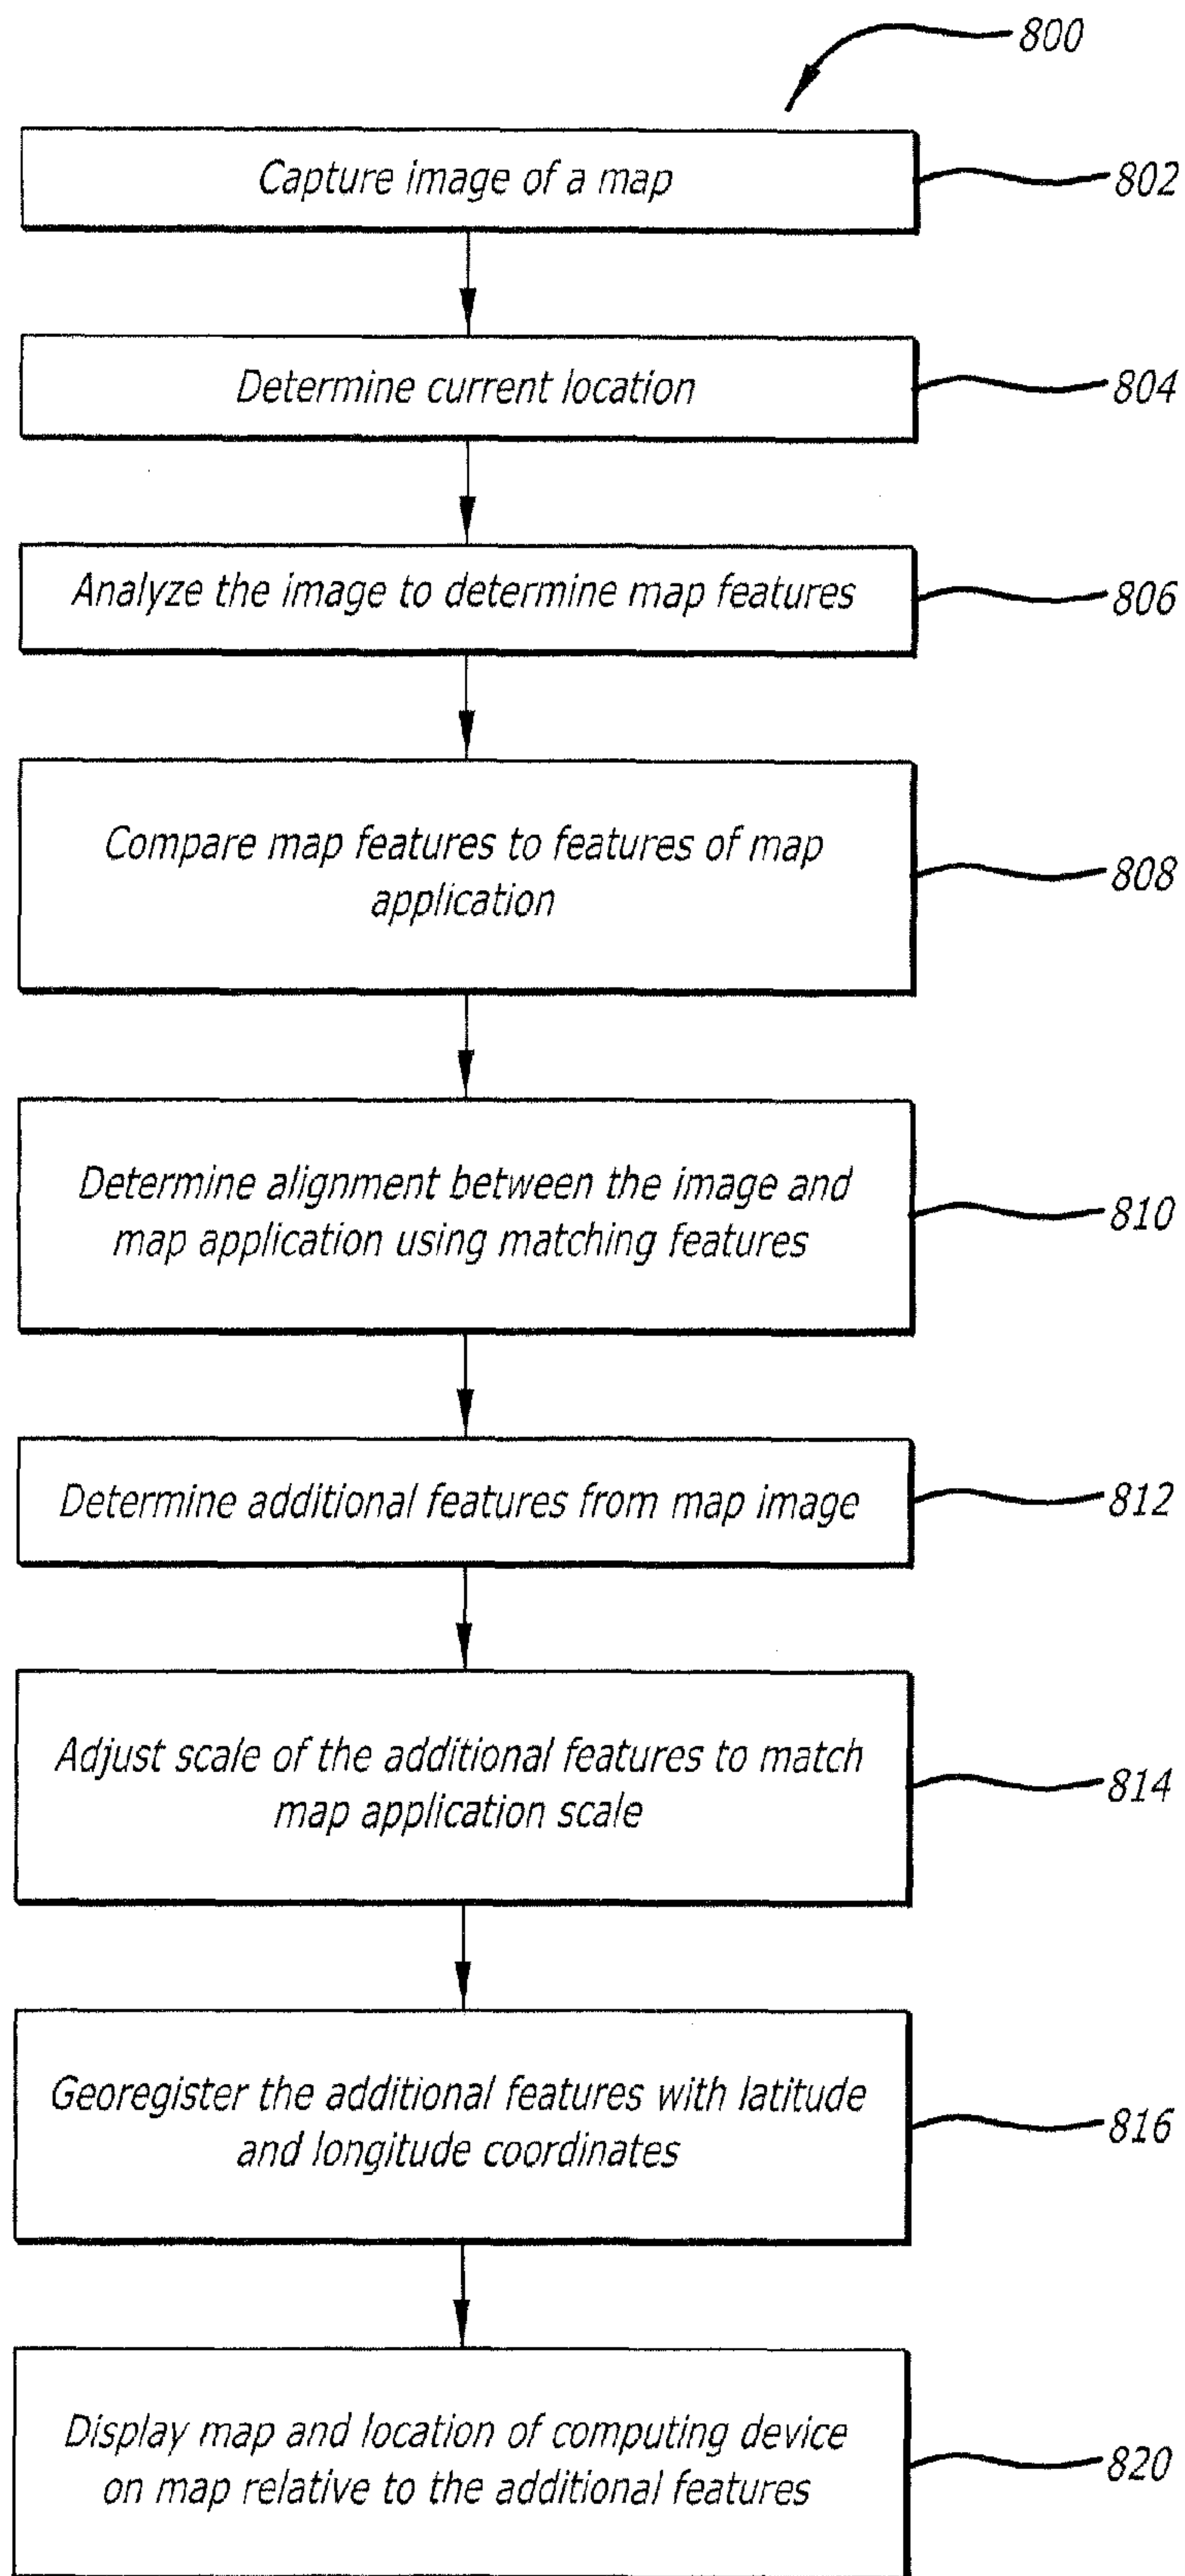 800
Capture image of a map
802
Determine current location
804
Analyze the image to determine map features
806
Compare map features to features of map
application
808
Determine alignment between the image and
map application using matching features
810
Determine additional features from map image
812
Adjust scale of the additional features to match
map application scale
814
Georegister the additional features with latitude
and longitude coordinates
816
Display map and location of computing device
on map relative to the additional features
820